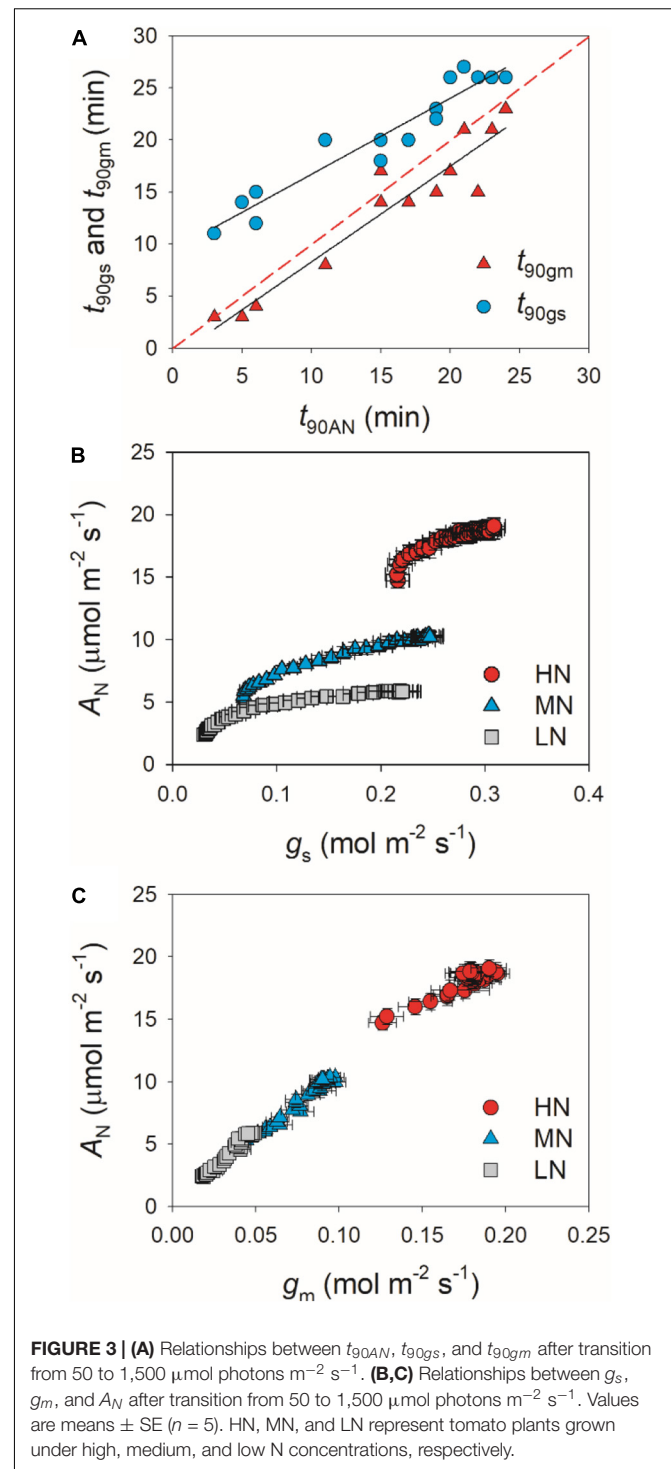 A
30
25
20
15
10
5
0
t90gs and t90gm (min)
t90gm
t90gs
0 5 10 15 20 25 30
t90AN (min)
B
25
20
15
10
5
0
AN (μmol m-2 s-1)
HN
MN
LN
0.0 0.1 0.2 0.3 0.4
gs (mol m-2 s-1)
C
25
20
15
10
5
0
AN (μmol m-2 s-1)
HN
MN
LN
0.00 0.05 0.10 0.15 0.20 0.25
gm (mol m-2 s-1)
FIGURE 3 | (A) Relationships between t90AN, t90gs, and t90gm after transition
from 50 to 1,500 μmol photons m−2 s−1. (B,C) Relationships between gs,
gm, and AN after transition from 50 to 1,500 μmol photons m−2 s−1. Values
are means ± SE (n = 5). HN, MN, and LN represent tomato plants grown
under high, medium, and low N concentrations, respectively.